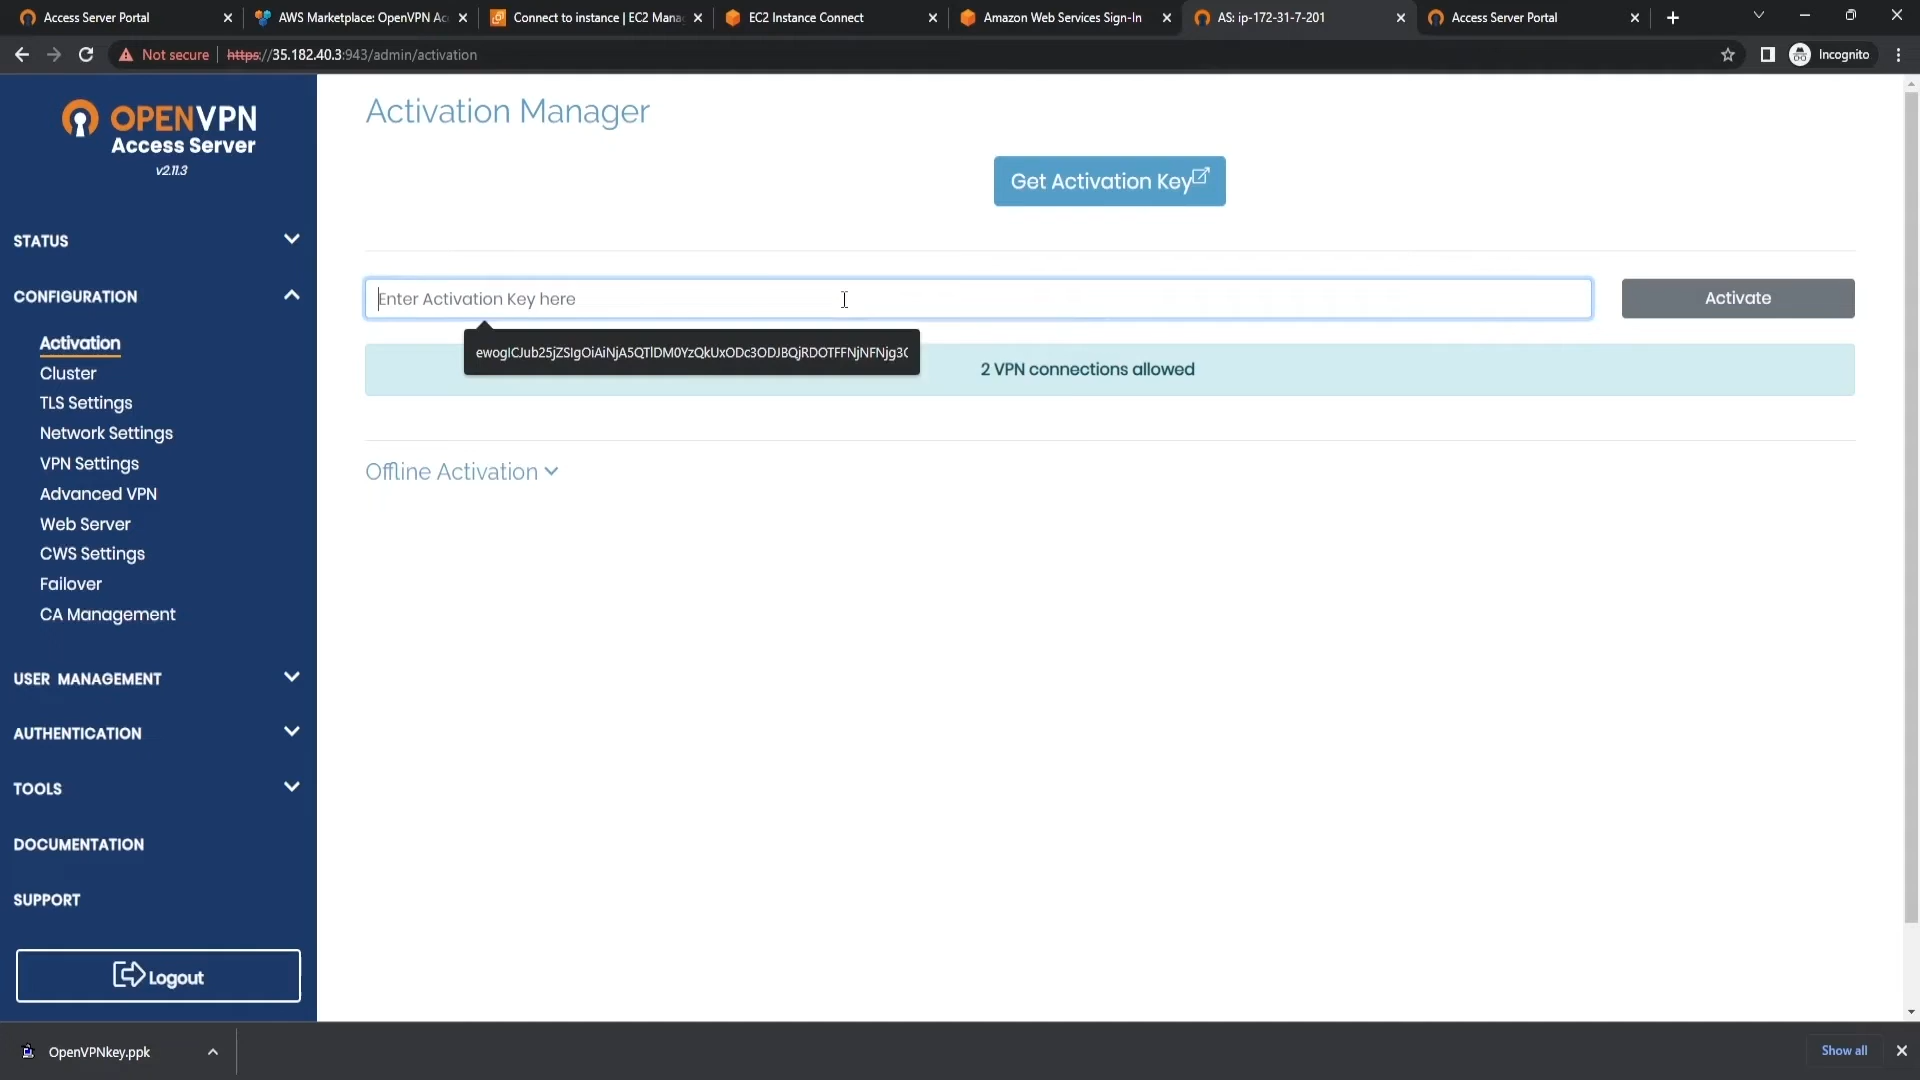 Access Server Portal
AWS Marketplace: OpenVPN Ac
Connect to instance | EC2 Mana
EC2 Instance Connect
Amazon Web Services Sign-In
AS: ip-172-31-7-201
Access Server Portal
Not secure
https://35.182.40.3:943/admin/activation
Incognito
OPENVPN
Access Server
v2.11.3
STATUS
CONFIGURATION
Activation
Cluster
TLS Settings
Network Settings
VPN Settings
Advanced VPN
Web Server
CWS Settings
Failover
CA Management
USER MANAGEMENT
AUTHENTICATION
TOOLS
DOCUMENTATION
SUPPORT
Logout
Activation Manager
Get Activation Key
Enter Activation Key here
Activate
2 VPN connections allowed
Offline Activation
OpenVPNkey.ppk
Show all